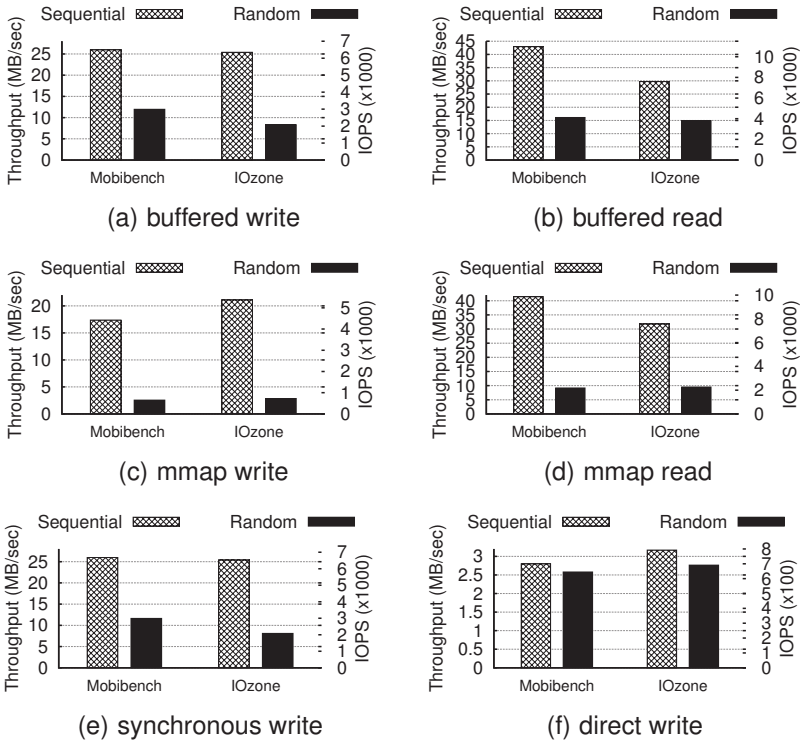 Sequential Random
Throughput (MB/sec)
25
20
15
10
5
0
7
6
5
4
3
2
1
0
IOPS (x1000)
Mobibench IOzone
(a) buffered write
Sequential Random
Throughput (MB/sec)
45
40
35
30
25
20
15
10
5
0
10
8
6
4
2
0
IOPS (x1000)
Mobibench IOzone
(b) buffered read
Sequential Random
Throughput (MB/sec)
20
15
10
5
0
5
4
3
2
1
0
IOPS (x1000)
Mobibench IOzone
(c) mmap write
Sequential Random
Throughput (MB/sec)
40
35
30
25
20
15
10
5
0
10
8
6
4
2
0
IOPS (x1000)
Mobibench IOzone
(d) mmap read
Sequential Random
Throughput (MB/sec)
25
20
15
10
5
0
7
6
5
4
3
2
1
0
IOPS (x1000)
Mobibench IOzone
(e) synchronous write
Sequential Random
Throughput (MB/sec)
3
2.5
2
1.5
1
0.5
0
8
7
6
5
4
3
2
1
0
IOPS (x100)
Mobibench IOzone
(f) direct write